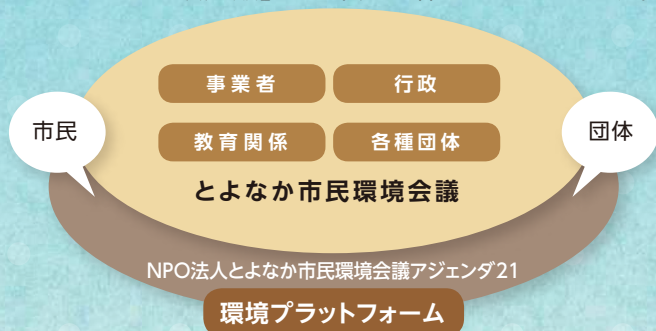 事業者
行政
市民
教育関係
各種団体
団体
とよなか市民環境会議
NPO法人とよなか市民環境会議アジェンダ21
環境プラットフォーム